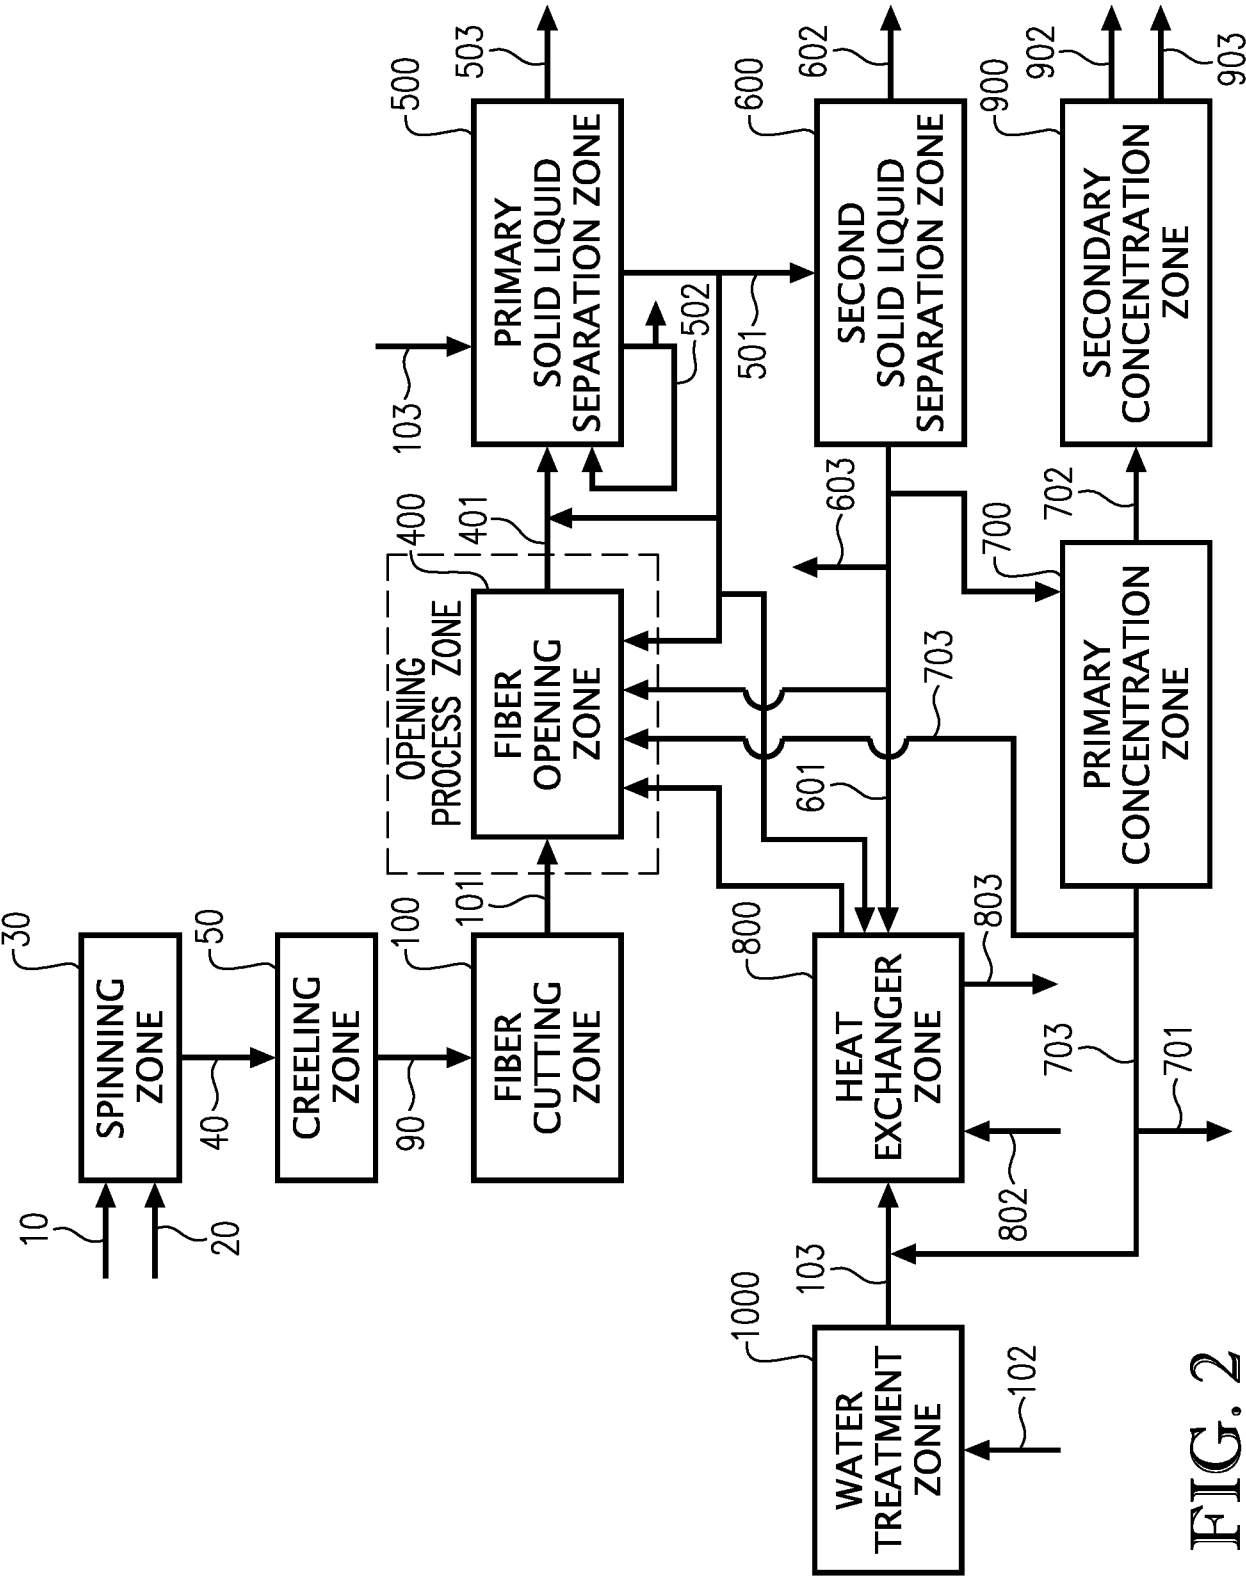 10
20
30
SPINNING
ZONE
40
50
CREELING
ZONE
90
100
FIBER
CUTTING
ZONE
101
OPENING
PROCESS ZONE
400
FIBER
OPENING
ZONE
401
103
500
PRIMARY
SOLID LIQUID
SEPARATION ZONE
503
502
501
600
SECOND
SOLID LIQUID
SEPARATION ZONE
602
603
601
703
700
PRIMARY
CONCENTRATION
ZONE
702
900
SECONDARY
CONCENTRATION
ZONE
902
903
800
HEAT
EXCHANGER
ZONE
803
802
703
701
103
1000
WATER
TREATMENT
ZONE
102
FIG. 2